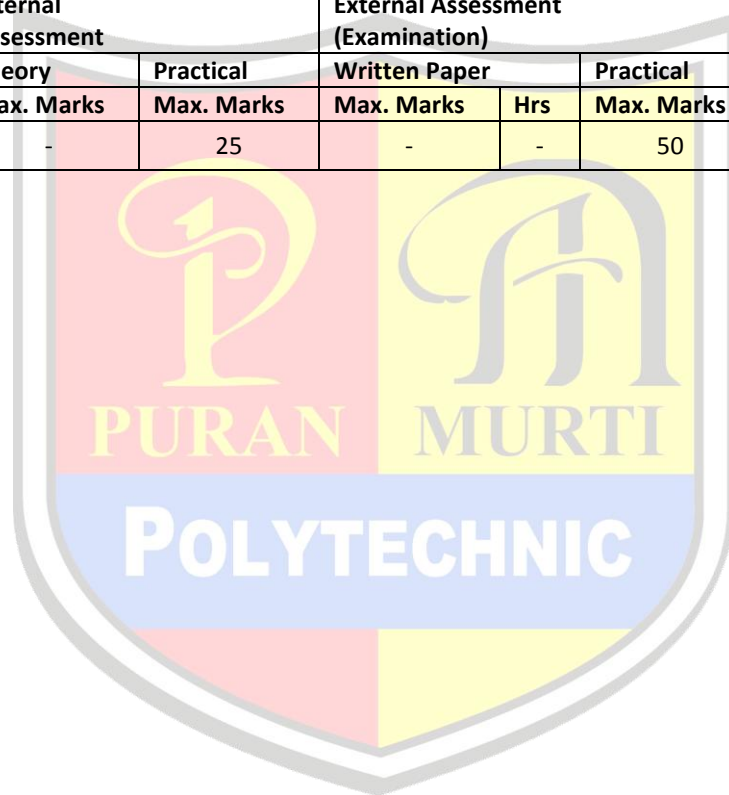 ternal External Assessment
sessment (Examination)
eory Practical Written Paper Practical
ax. Marks Max. Marks Max. Marks Hrs Max. Marks
- 25 - - 50
PURAN MURTI
POLYTECHNIC